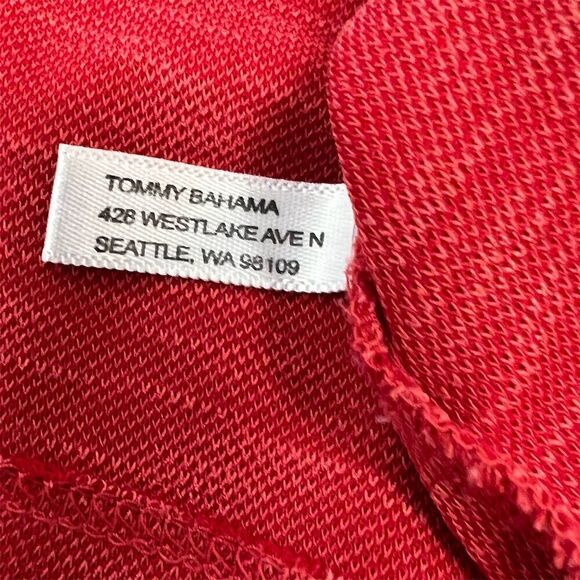 TOMMY BAHAMA
428 WESTLAKE AVE N
SEATTLE, WA 98109